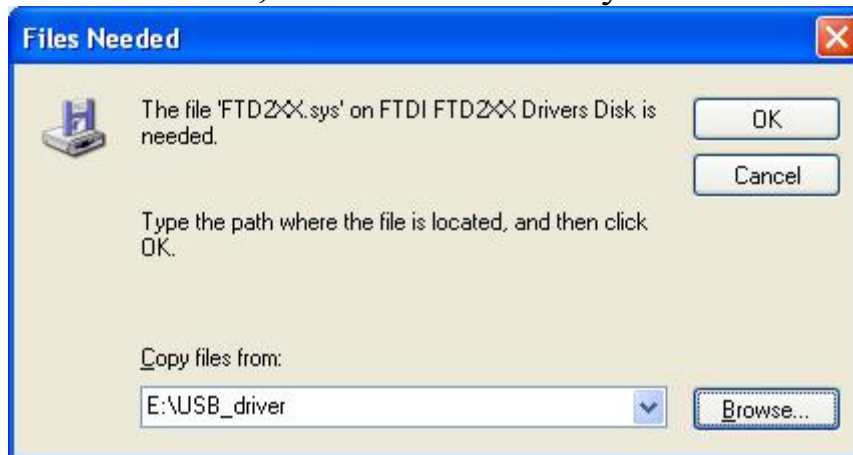 Files Needed
The file 'FTD2XX.sys' on FTDI FTD2XX Drivers Disk is
needed.
OK
Cancel
Type the path where the file is located, and then click
OK.
Copy files from:
E:\USB_driver
Browse...